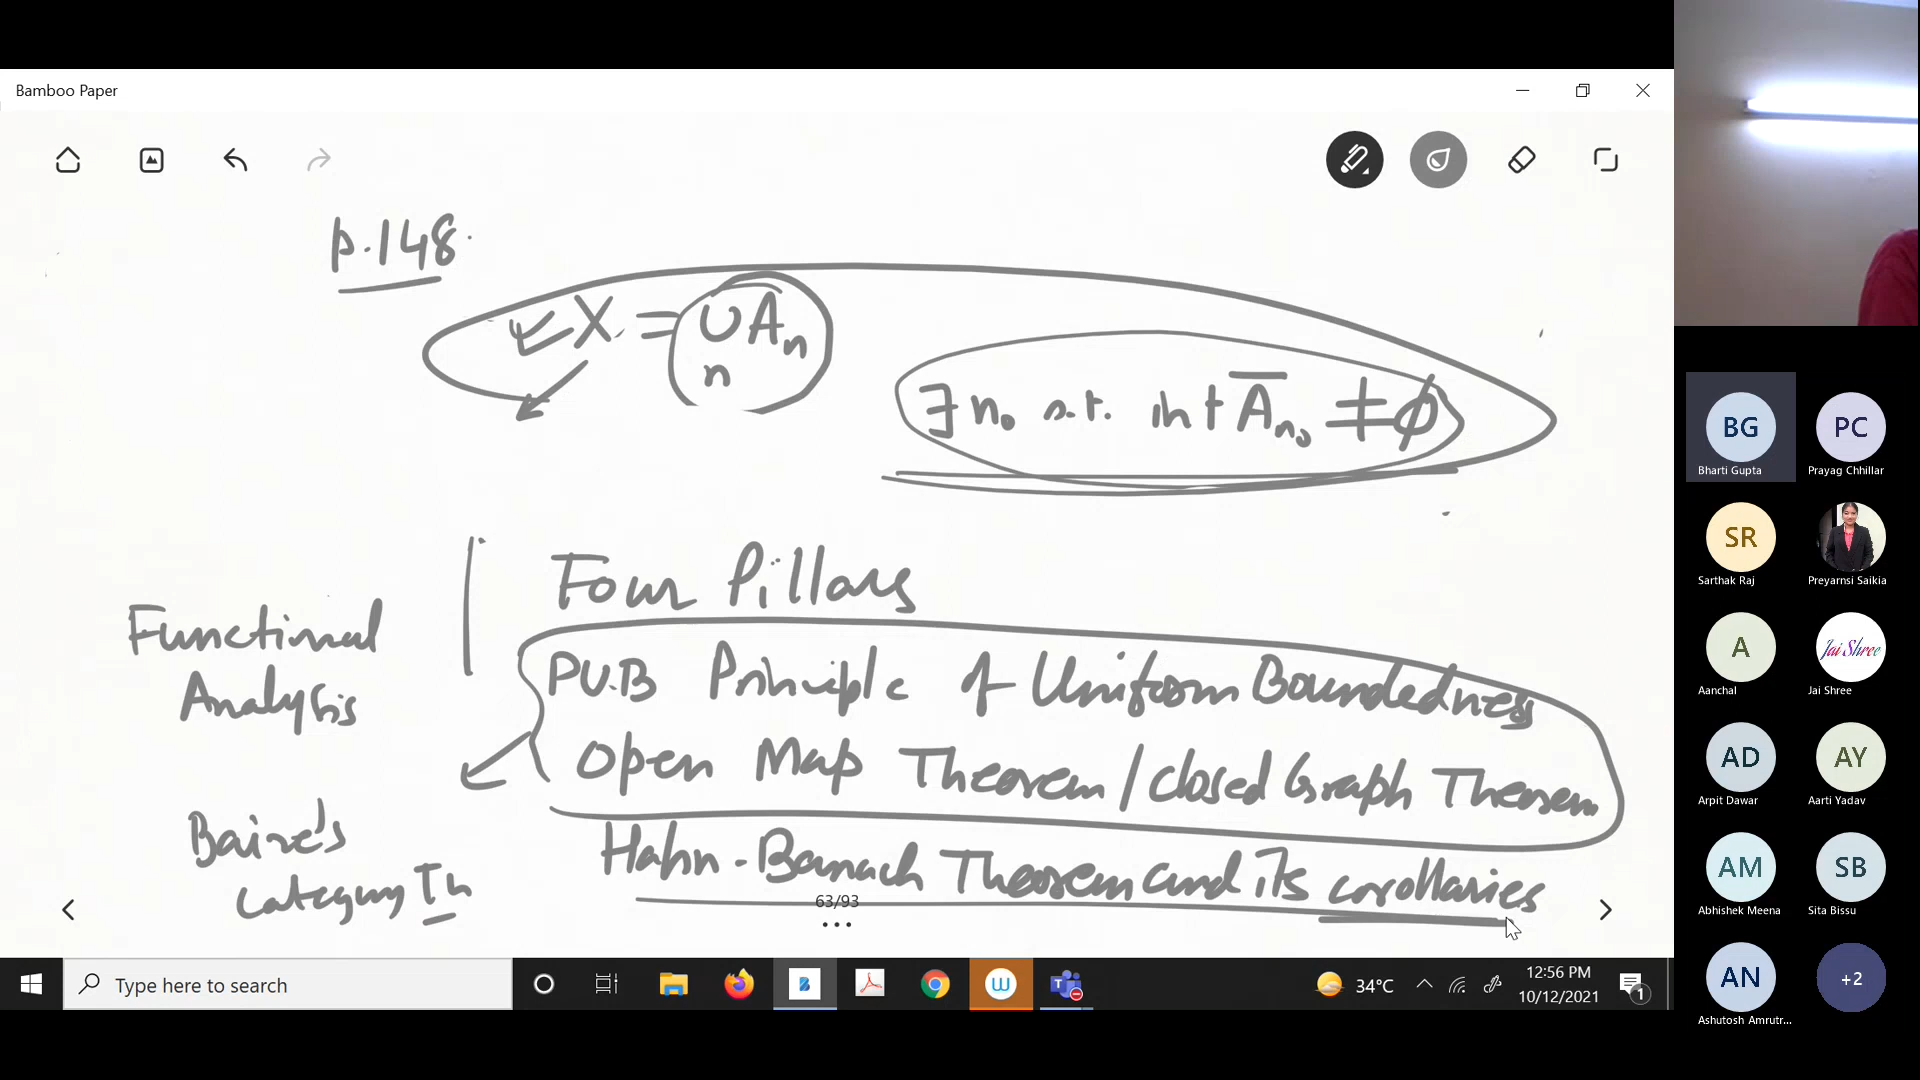 Bamboo Paper
p.148.
X = ∪ A_n
n
∃ n₀ s.t. int A̅_n₀ ≠ ϕ
Four Pillars
Functional
Analysis
P.U.B Principle of Uniform Boundedness
Open Map Theorem / Closed Graph Theorem
Baire's
Category Th
Hahn-Banach Theorem and its corollaries
63/93
Type here to search
34°C
12:56 PM
10/12/2021
1
BG
Bharti Gupta
PC
Prayag Chhillar
SR
Sarthak Raj
Preyarnsi Saikia
A
Aanchal
Jai Shree
Jai Shree
AD
Arpit Dawar
AY
Aarti Yadav
AM
Abhishek Meena
SB
Sita Bissu
AN
Ashutosh Amrutr...
+2